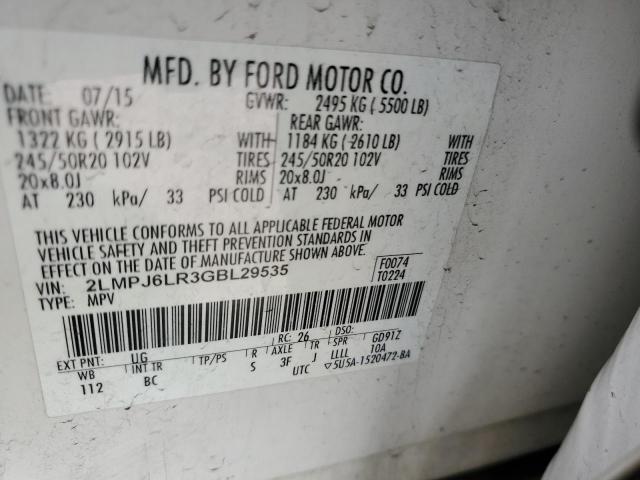 MFD. BY FORD MOTOR CO.
DATE: 07/15 GVWR: 2495 KG ( 5500 LB)
FRONT GAWR: REAR GAWR:
1322 KG ( 2915 LB) WITH 1184 KG ( 2610 LB) WITH
245/50R20 102V TIRES 245/50R20 102V TIRES
20x8.0J RIMS 20x8.0J RIMS
AT 230 kPa/ 33 PSI COLD AT 230 kPa/ 33 PSI COLD
THIS VEHICLE CONFORMS TO ALL APPLICABLE FEDERAL MOTOR
VEHICLE SAFETY AND THEFT PREVENTION STANDARDS IN
EFFECT ON THE DATE OF MANUFACTURE SHOWN ABOVE.
VIN: 2LMPJ6LR3GBL29535 F0074
TYPE: MPV T0224
RC: 26 DSO:
EXT PNT: UG GD91Z
WB INT TR TP/PS R AXLE TR SPR 10A
112 BC S 3F J LLLL
UTC ▽5U5A-1520472-BA